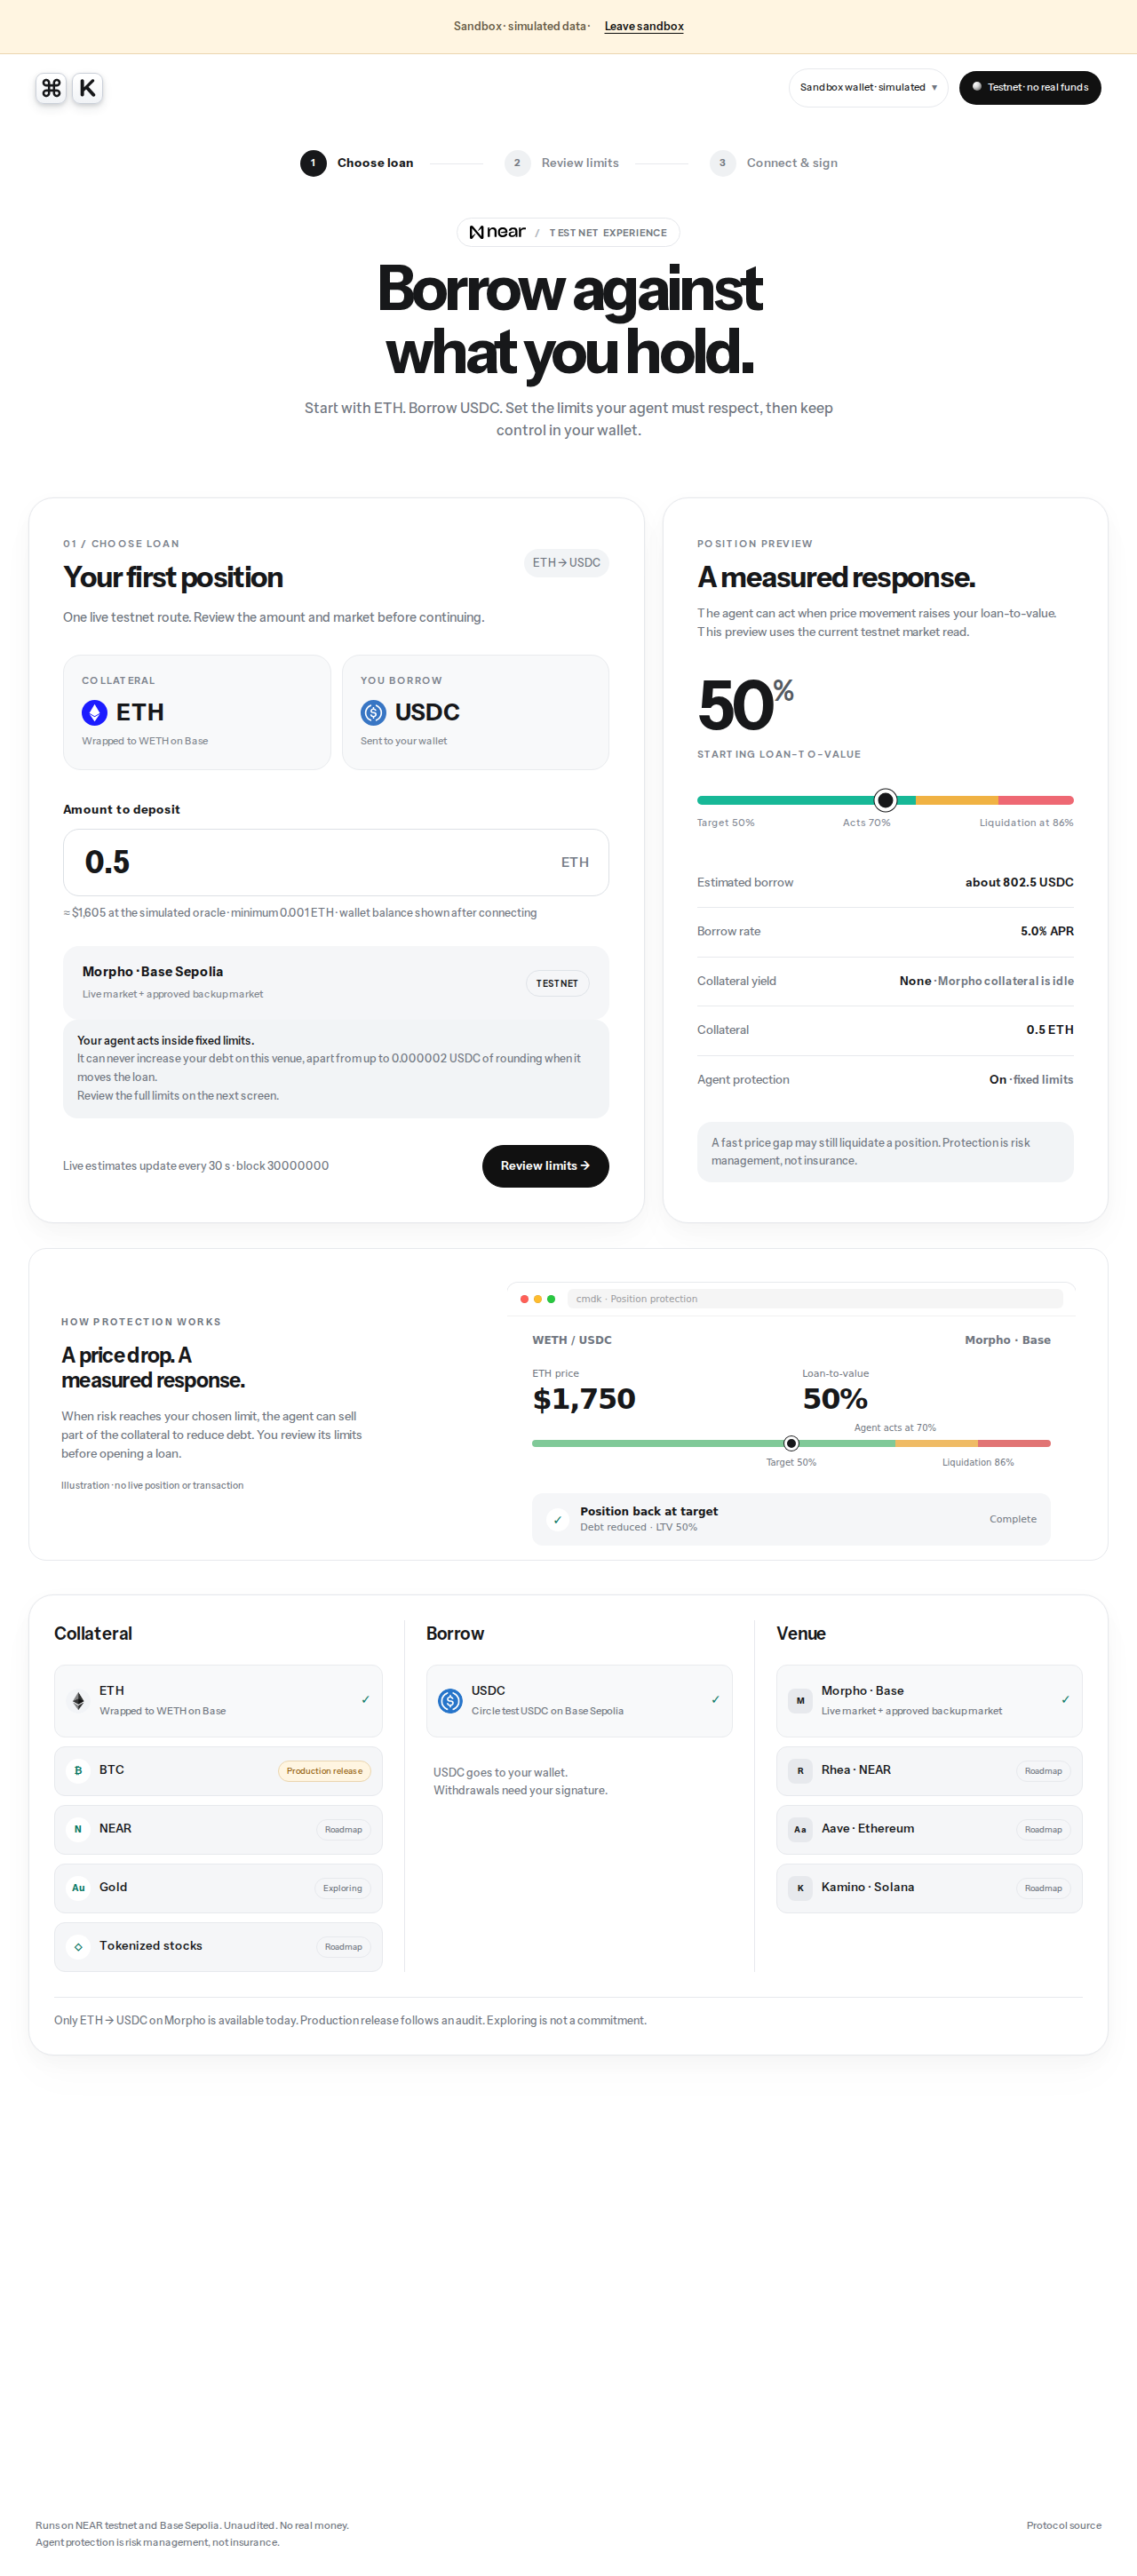 Sandbox · simulated data · Leave sandbox
⌘ K
Sandbox wallet · simulated ▾
Testnet · no real funds
1 Choose loan
2 Review limits
3 Connect & sign
near / TESTNET EXPERIENCE
Borrow against
what you hold.
Start with ETH. Borrow USDC. Set the limits your agent must respect, then keep
control in your wallet.
01 / CHOOSE LOAN
Your first position
ETH → USDC
One live testnet route. Review the amount and market before continuing.
COLLATERAL
ETH
Wrapped to WETH on Base
YOU BORROW
USDC
Sent to your wallet
Amount to deposit
0.5 ETH
≈ $1,605 at the simulated oracle · minimum 0.001 ETH · wallet balance shown after connecting
Morpho · Base Sepolia
Live market + approved backup market
TESTNET
Your agent acts inside fixed limits.
It can never increase your debt on this venue, apart from up to 0.000002 USDC of rounding when it
moves the loan.
Review the full limits on the next screen.
Live estimates update every 30 s · block 30000000
Review limits →
POSITION PREVIEW
A measured response.
The agent can act when price movement raises your loan-to-value.
This preview uses the current testnet market read.
50%
STARTING LOAN-TO-VALUE
Target 50% Acts 70% Liquidation at 86%
Estimated borrow about 802.5 USDC
Borrow rate 5.0% APR
Collateral yield None · Morpho collateral is idle
Collateral 0.5 ETH
Agent protection On · fixed limits
A fast price gap may still liquidate a position. Protection is risk
management, not insurance.
HOW PROTECTION WORKS
A price drop. A
measured response.
When risk reaches your chosen limit, the agent can sell
part of the collateral to reduce debt. You review its limits
before opening a loan.
Illustration · no live position or transaction
cmdk · Position protection
WETH / USDC Morpho · Base
ETH price Loan-to-value
$1,750 50%
Agent acts at 70%
Target 50% Liquidation 86%
✓ Position back at target
Debt reduced · LTV 50%
Complete
Collateral
ETH
Wrapped to WETH on Base
✓
₿ BTC Production release
N NEAR Roadmap
Au Gold Exploring
◇ Tokenized stocks Roadmap
Borrow
USDC
Circle test USDC on Base Sepolia
✓
USDC goes to your wallet.
Withdrawals need your signature.
Venue
M Morpho · Base
Live market + approved backup market
✓
R Rhea · NEAR Roadmap
Aa Aave · Ethereum Roadmap
K Kamino · Solana Roadmap
Only ETH → USDC on Morpho is available today. Production release follows an audit. Exploring is not a commitment.
Runs on NEAR testnet and Base Sepolia. Unaudited. No real money.
Agent protection is risk management, not insurance.
Protocol source